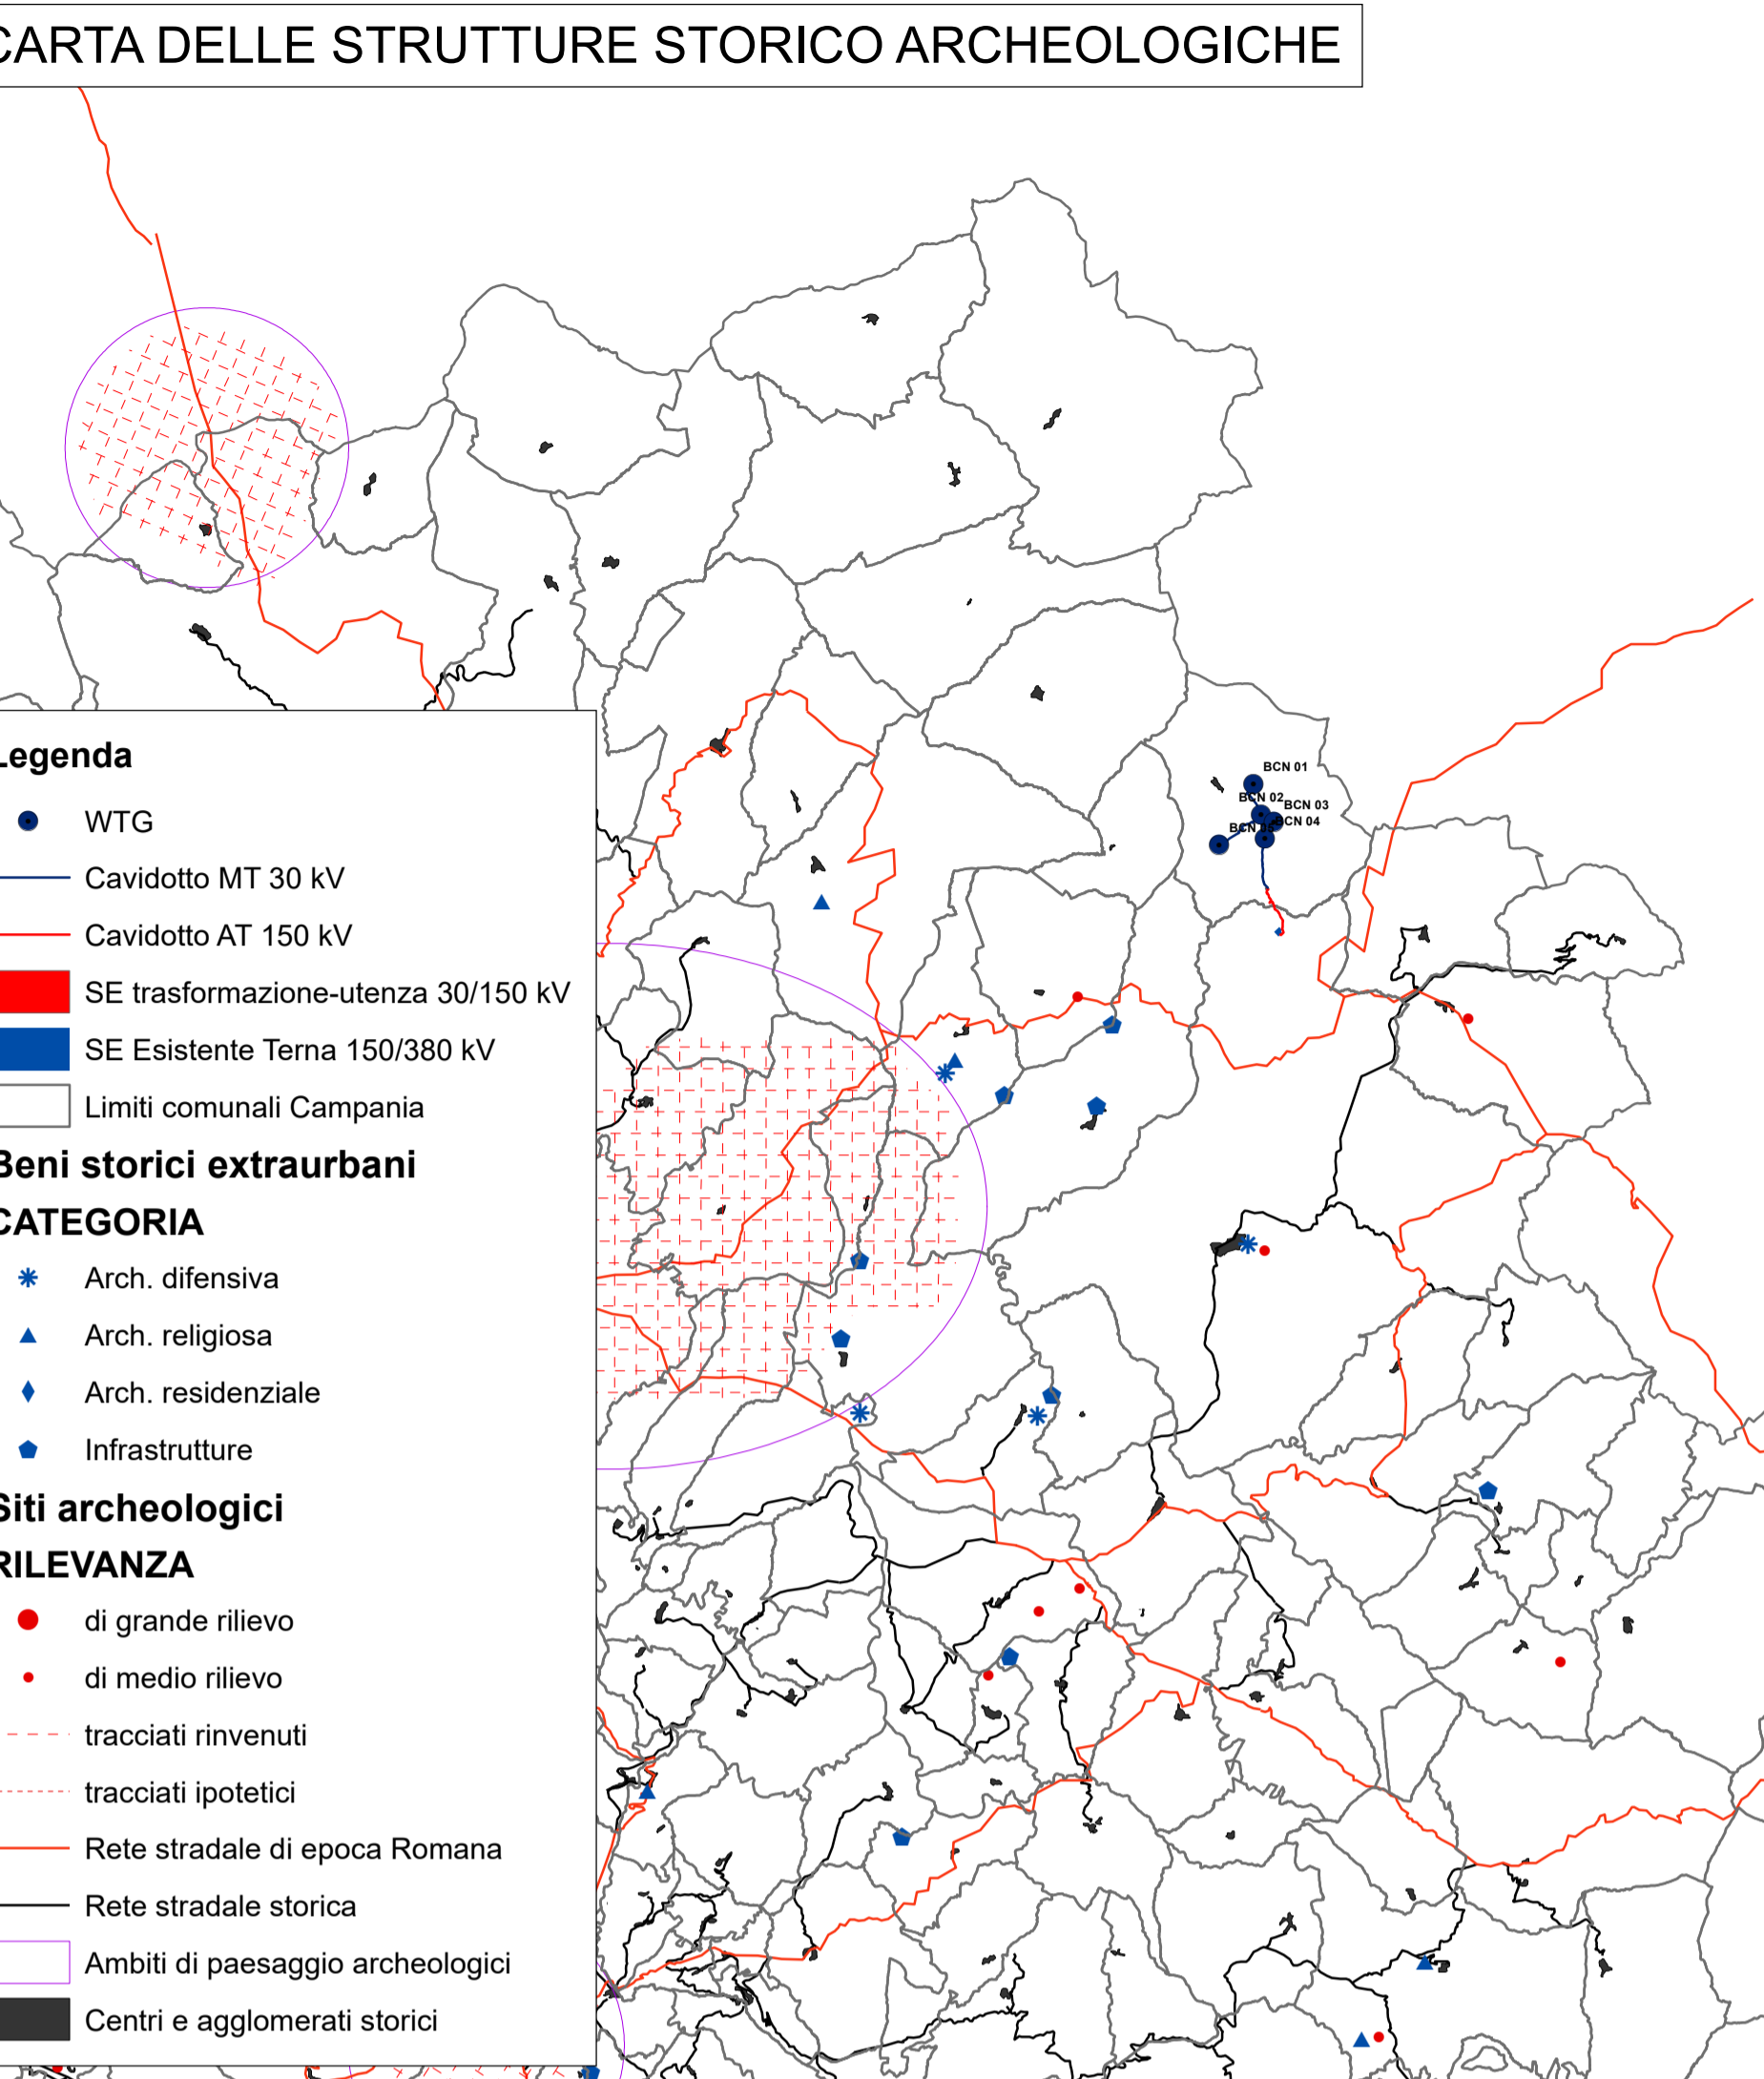 CARTA DELLE STRUTTURE STORICO ARCHEOLOGICHE
BCN 01
BCN 02
BCN 03
BCN 04
BCN 05
Legenda
WTG
Cavidotto MT 30 kV
Cavidotto AT 150 kV
SE trasformazione-utenza 30/150 kV
SE Esistente Terna 150/380 kV
Limiti comunali Campania
Beni storici extraurbani
CATEGORIA
Arch. difensiva
Arch. religiosa
Arch. residenziale
Infrastrutture
Siti archeologici
RILEVANZA
di grande rilievo
di medio rilievo
tracciati rinvenuti
tracciati ipotetici
Rete stradale di epoca Romana
Rete stradale storica
Ambiti di paesaggio archeologici
Centri e agglomerati storici